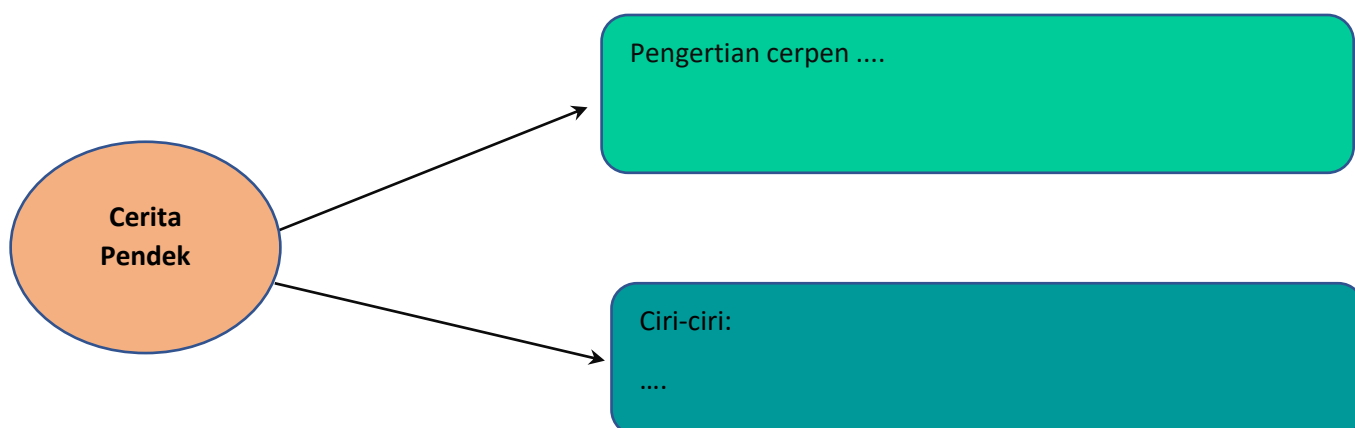 Pengertian cerpen ....
Cerita
Pendek
Ciri-ciri:
....